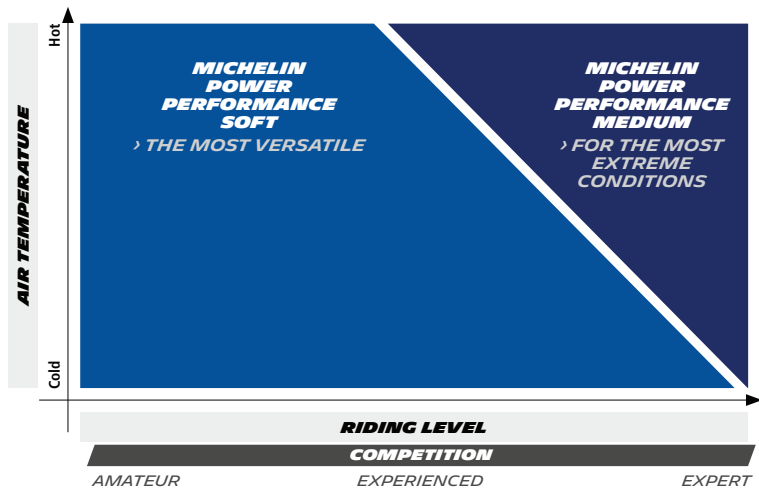 Hot
MICHELIN
POWER
PERFORMANCE
SOFT
› THE MOST VERSATILE
MICHELIN
POWER
PERFORMANCE
MEDIUM
› FOR THE MOST
EXTREME
CONDITIONS
AIR TEMPERATURE
Cold
RIDING LEVEL
COMPETITION
AMATEUR
EXPERIENCED
EXPERT